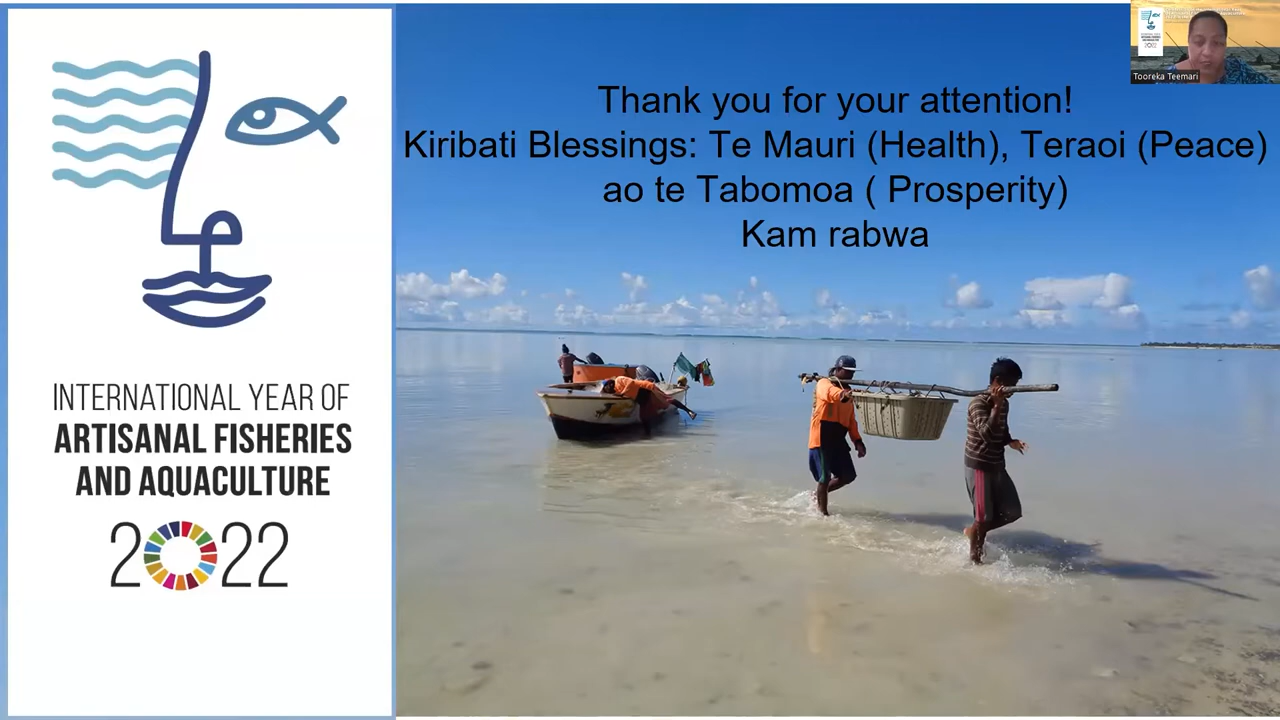 INTERNATIONAL YEAR OF
ARTISANAL FISHERIES
AND AQUACULTURE
2022
Thank you for your attention!
Kiribati Blessings: Te Mauri (Health), Teraoi (Peace)
ao te Tabomoa ( Prosperity)
Kam rabwa
Tooreka Teemari